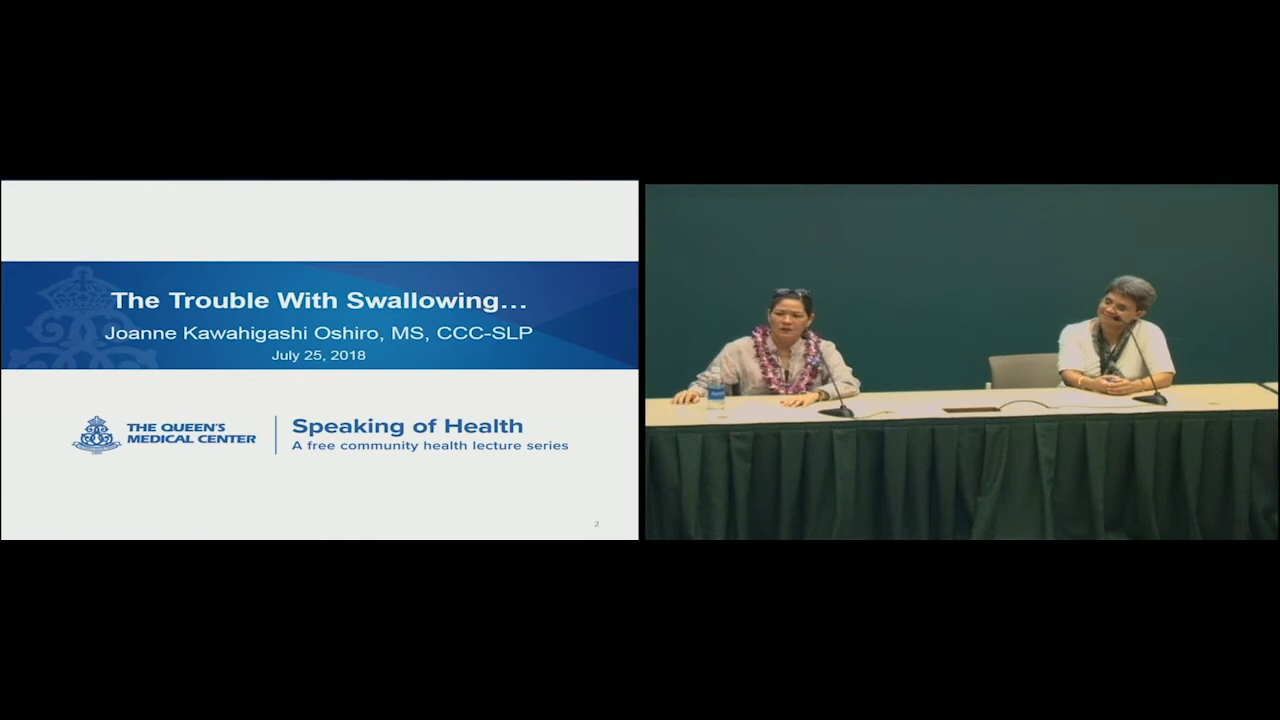 The Trouble With Swallowing...
Joanne Kawahigashi Oshiro, MS, CCC-SLP
July 25, 2018
THE QUEEN'S
MEDICAL CENTER
Speaking of Health
A free community health lecture series
2